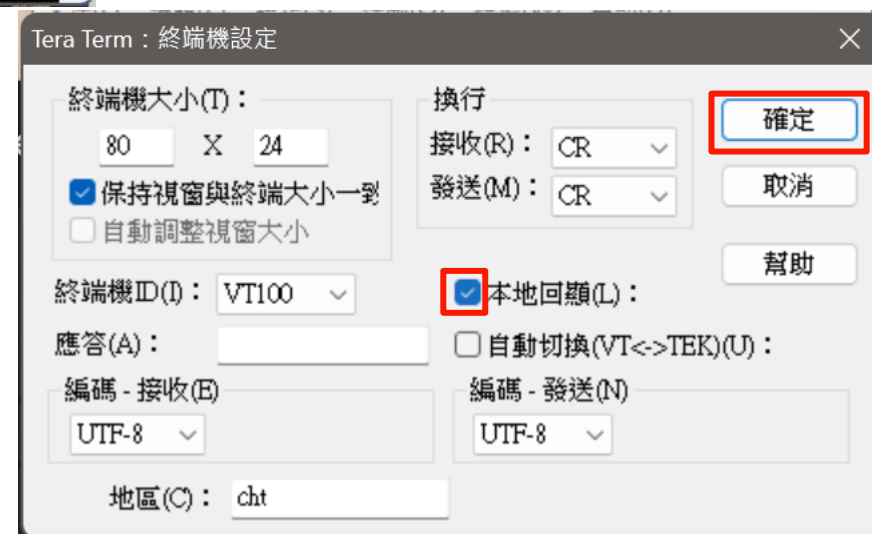 Tera Term：終端機設定
終端機大小(T)：
80 X 24
保持視窗與終端大小一致
自動調整視窗大小
換行
接收(R)： CR
發送(M)： CR
確定
取消
幫助
終端機ID(I)： VT100
本地回顯(L)：
應答(A)：
自動切換(VT<->TEK)(U)：
編碼 - 接收(E)
UTF-8
編碼 - 發送(N)
UTF-8
地區(C)： cht